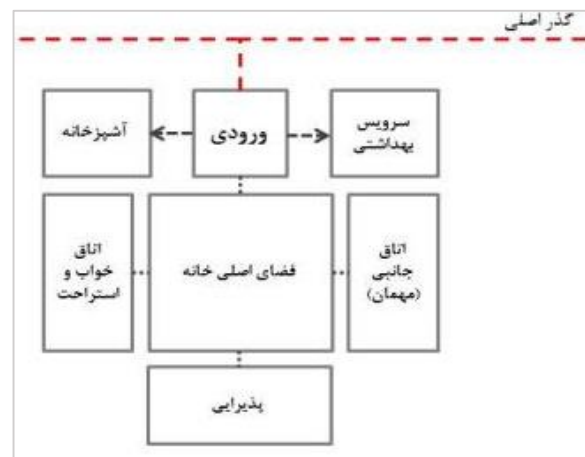 گذر اصلی
سرویس
بهداشتی
ورودی
آشپزخانه
اتاق
جانبی
(مهمان)
فضای اصلی خانه
اتاق
خواب و
استراحت
پذیرایی